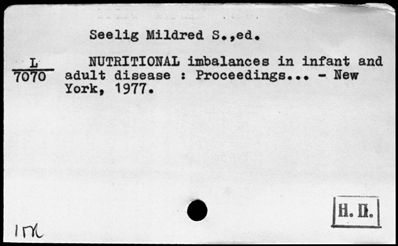 Seelig Mildred S.,ed.
L
7070
NUTRITIONAL imbalances in infant and
adult disease : Proceedings... - New
York, 1977.
Н. П.